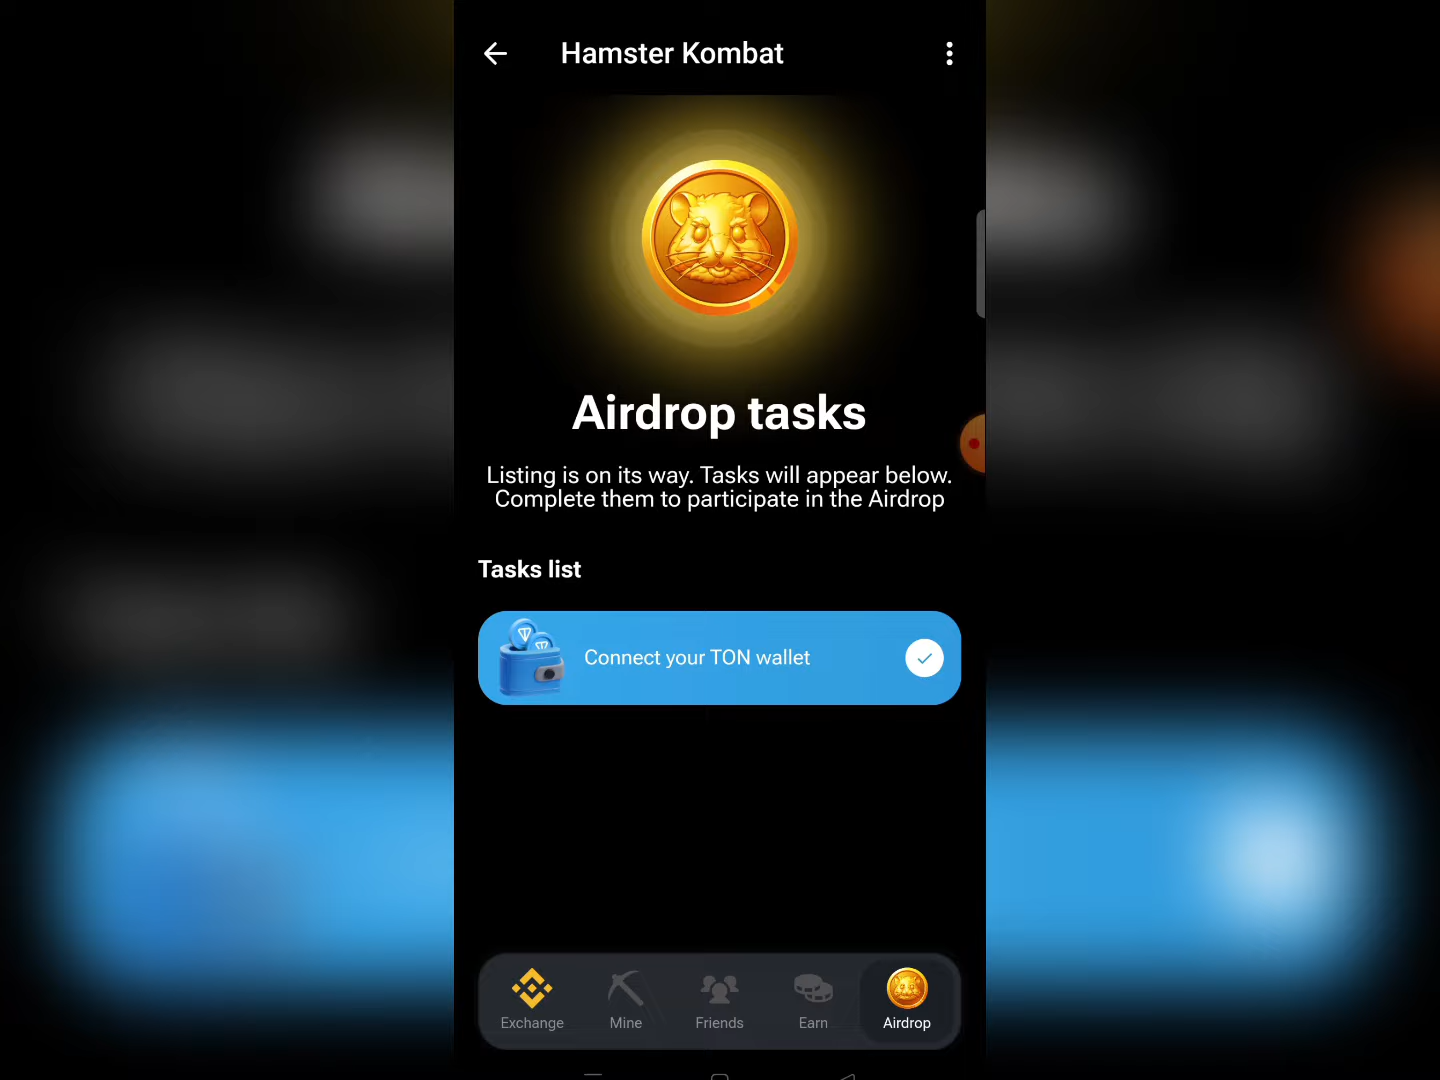 Hamster Kombat
Airdrop tasks
Listing is on its way. Tasks will appear below.
Complete them to participate in the Airdrop
Tasks list
Connect your TON wallet
Exchange
Mine
Friends
Earn
Airdrop